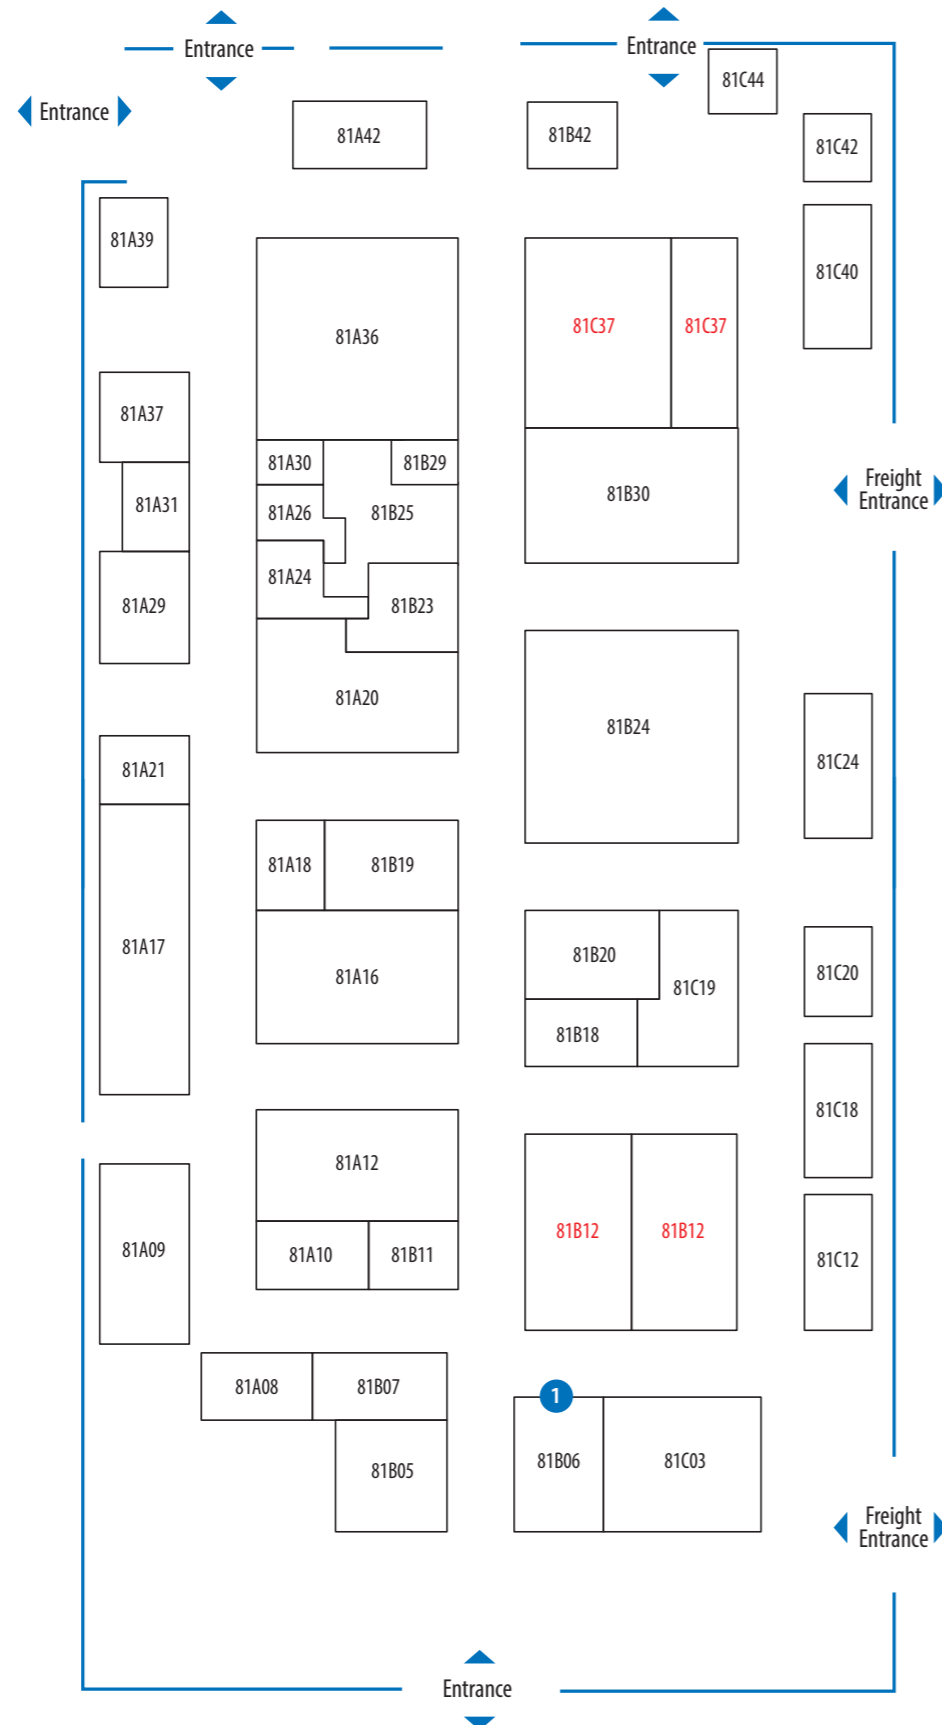 Entrance
Entrance
81C44
Entrance
81A42
81B42
81C42
81A39
81C40
81A36
81C37
81C37
81A37
81A30
81B29
81A31
81A26
81B25
81B30
Freight
Entrance
81A24
81A29
81B23
81A20
81B24
81A21
81C24
81A18
81B19
81A17
81A16
81B20
81C19
81C20
81B18
81C18
81A12
81A09
81A10
81B11
81B12
81B12
81C12
81A08
81B07
1
81B05
81B06
81C03
Freight
Entrance
Entrance